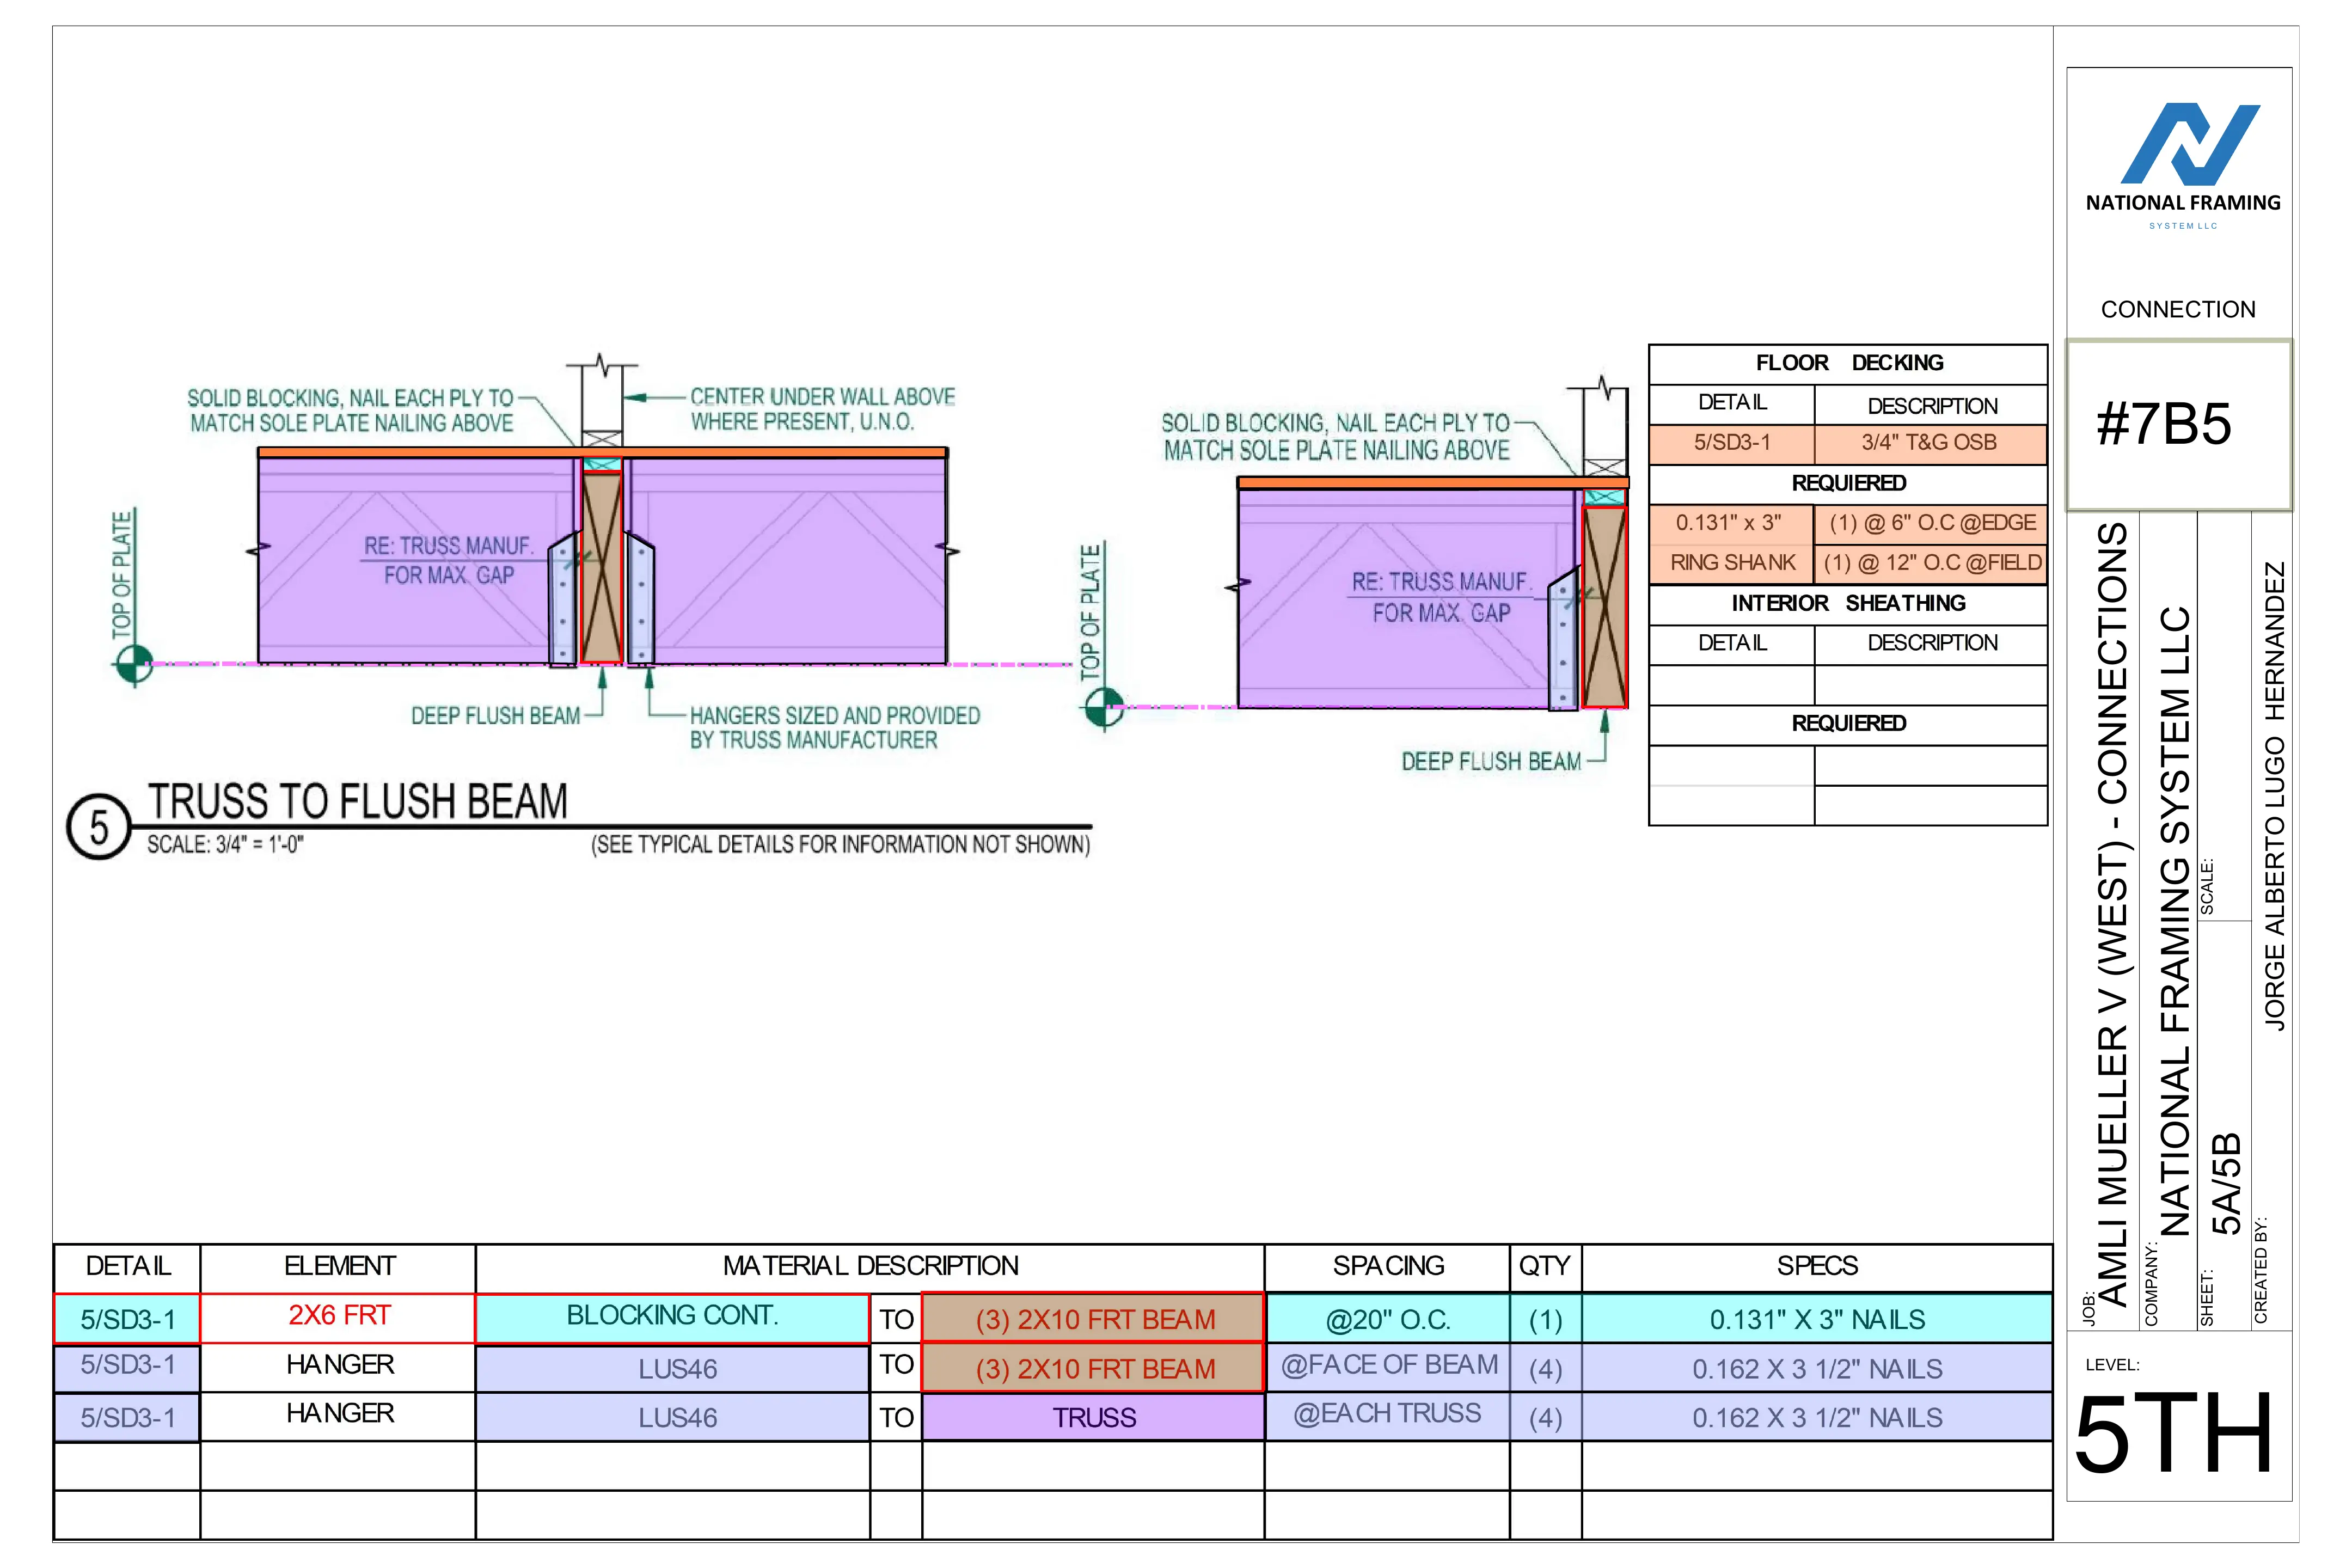 SOLID BLOCKING, NAIL EACH PLY TO
MATCH SOLE PLATE NAILING ABOVE
CENTER UNDER WALL ABOVE
WHERE PRESENT, U.N.O.
TOP OF PLATE
RE: TRUSS MANUF.
FOR MAX. GAP
DEEP FLUSH BEAM
HANGERS SIZED AND PROVIDED
BY TRUSS MANUFACTURER
5
TRUSS TO FLUSH BEAM
SCALE: 3/4" = 1'-0"
(SEE TYPICAL DETAILS FOR INFORMATION NOT SHOWN)
SOLID BLOCKING, NAIL EACH PLY TO
MATCH SOLE PLATE NAILING ABOVE
TOP OF PLATE
RE: TRUSS MANUF.
FOR MAX. GAP
DEEP FLUSH BEAM
FLOOR DECKING
DETAIL DESCRIPTION
5/SD3-1 3/4" T&G OSB
REQUIERED
0.131" x 3" (1) @ 6" O.C @EDGE
RING SHANK (1) @ 12" O.C @FIELD
INTERIOR SHEATHING
DETAIL DESCRIPTION
REQUIERED
DETAIL ELEMENT MATERIAL DESCRIPTION SPACING QTY SPECS
5/SD3-1 2X6 FRT BLOCKING CONT. TO (3) 2X10 FRT BEAM @20" O.C. (1) 0.131" X 3" NAILS
5/SD3-1 HANGER LUS46 TO (3) 2X10 FRT BEAM @FACE OF BEAM (4) 0.162 X 3 1/2" NAILS
5/SD3-1 HANGER LUS46 TO TRUSS @EACH TRUSS (4) 0.162 X 3 1/2" NAILS
NATIONAL FRAMING
SYSTEM LLC
CONNECTION
#7B5
JOB:
AMLI MUELLER V (WEST) - CONNECTIONS
COMPANY:
NATIONAL FRAMING SYSTEM LLC
SHEET:
5A/5B
SCALE:
CREATED BY:
JORGE ALBERTO LUGO HERNANDEZ
LEVEL:
5TH